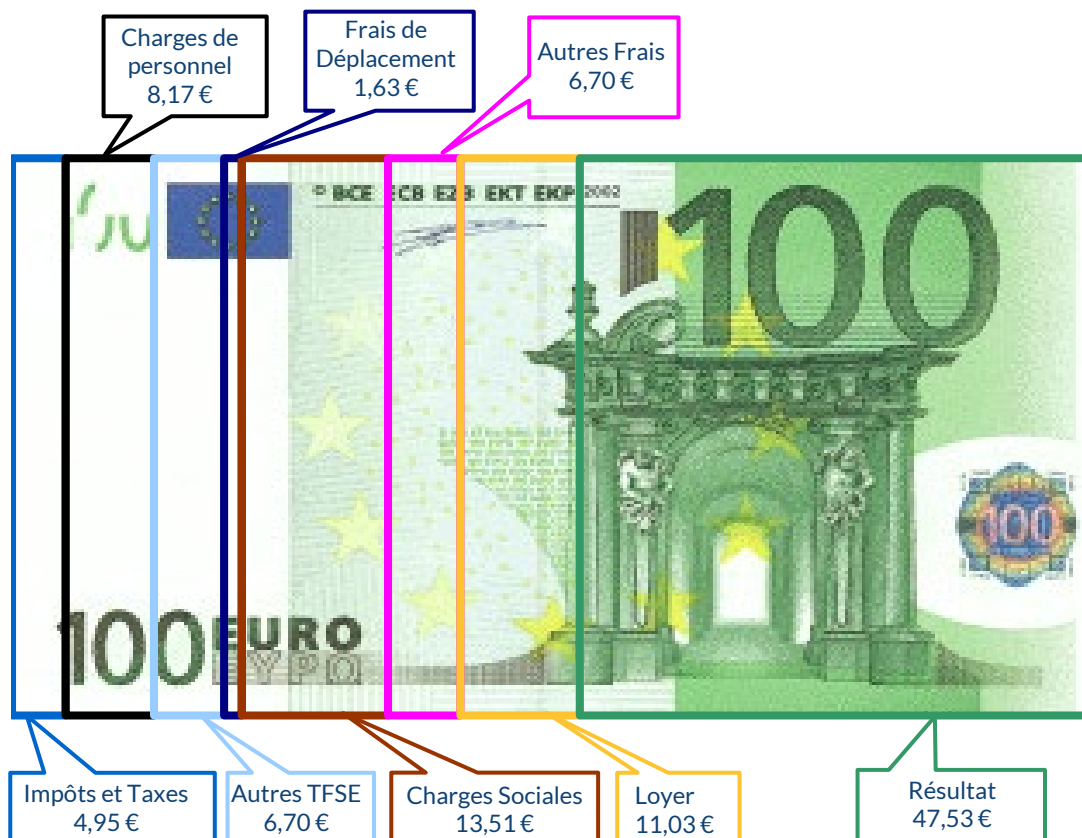 Charges de
personnel
8,17 €
Frais de
Déplacement
1,63 €
Autres Frais
6,70 €
BCE ECB EZB EKT EKP 2002
100
100
100 EURO
ΕΥΡΩ
Impôts et Taxes
4,95 €
Autres TFSE
6,70 €
Charges Sociales
13,51 €
Loyer
11,03 €
Résultat
47,53 €